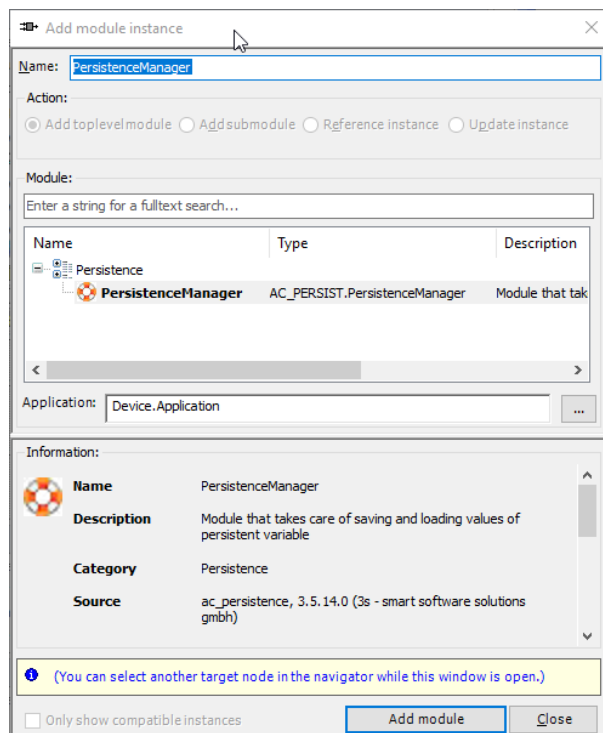 Add module instance
Name: PersistenceManager
Action:
Add toplevel module Add submodule Reference instance Update instance
Module:
Enter a string for a fulltext search...
Name Type Description
Persistence
PersistenceManager AC_PERSIST.PersistenceManager Module that tak
Application: Device.Application ...
Information:
Name PersistenceManager
Description Module that takes care of saving and loading values of
persistent variable
Category Persistence
Source ac_persistence, 3.5.14.0 (3s - smart software solutions
gmbh)
(You can select another target node in the navigator while this window is open.)
Only show compatible instances Add module Close